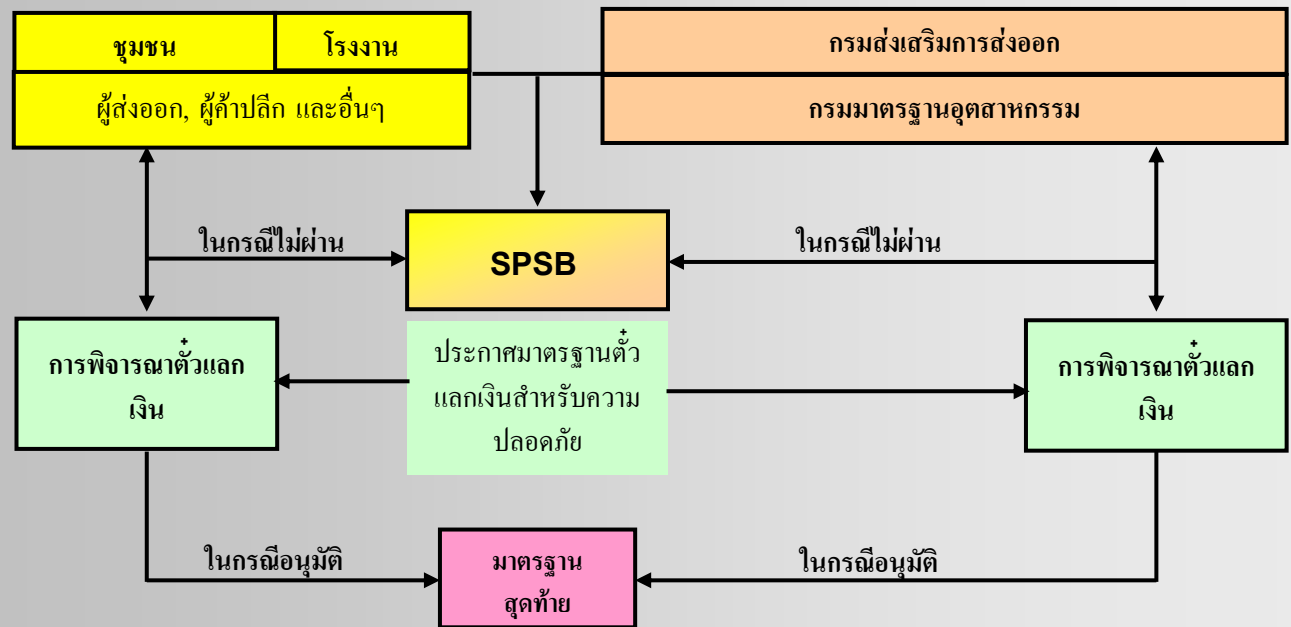 ชุมชน
โรงงาน
ผู้ส่งออก, ผู้ค้าปลีก และอื่นๆ
กรมส่งเสริมการส่งออก
กรมมาตรฐานอุตสาหกรรม
ในกรณีไม่ผ่าน
SPSB
ในกรณีไม่ผ่าน
การพิจารณาตั๋วแลก
เงิน
ประกาศมาตรฐานตั๋ว
แลกเงินสำหรับความ
ปลอดภัย
การพิจารณาตั๋วแลก
เงิน
ในกรณีอนุมัติ
มาตรฐาน
สุดท้าย
ในกรณีอนุมัติ